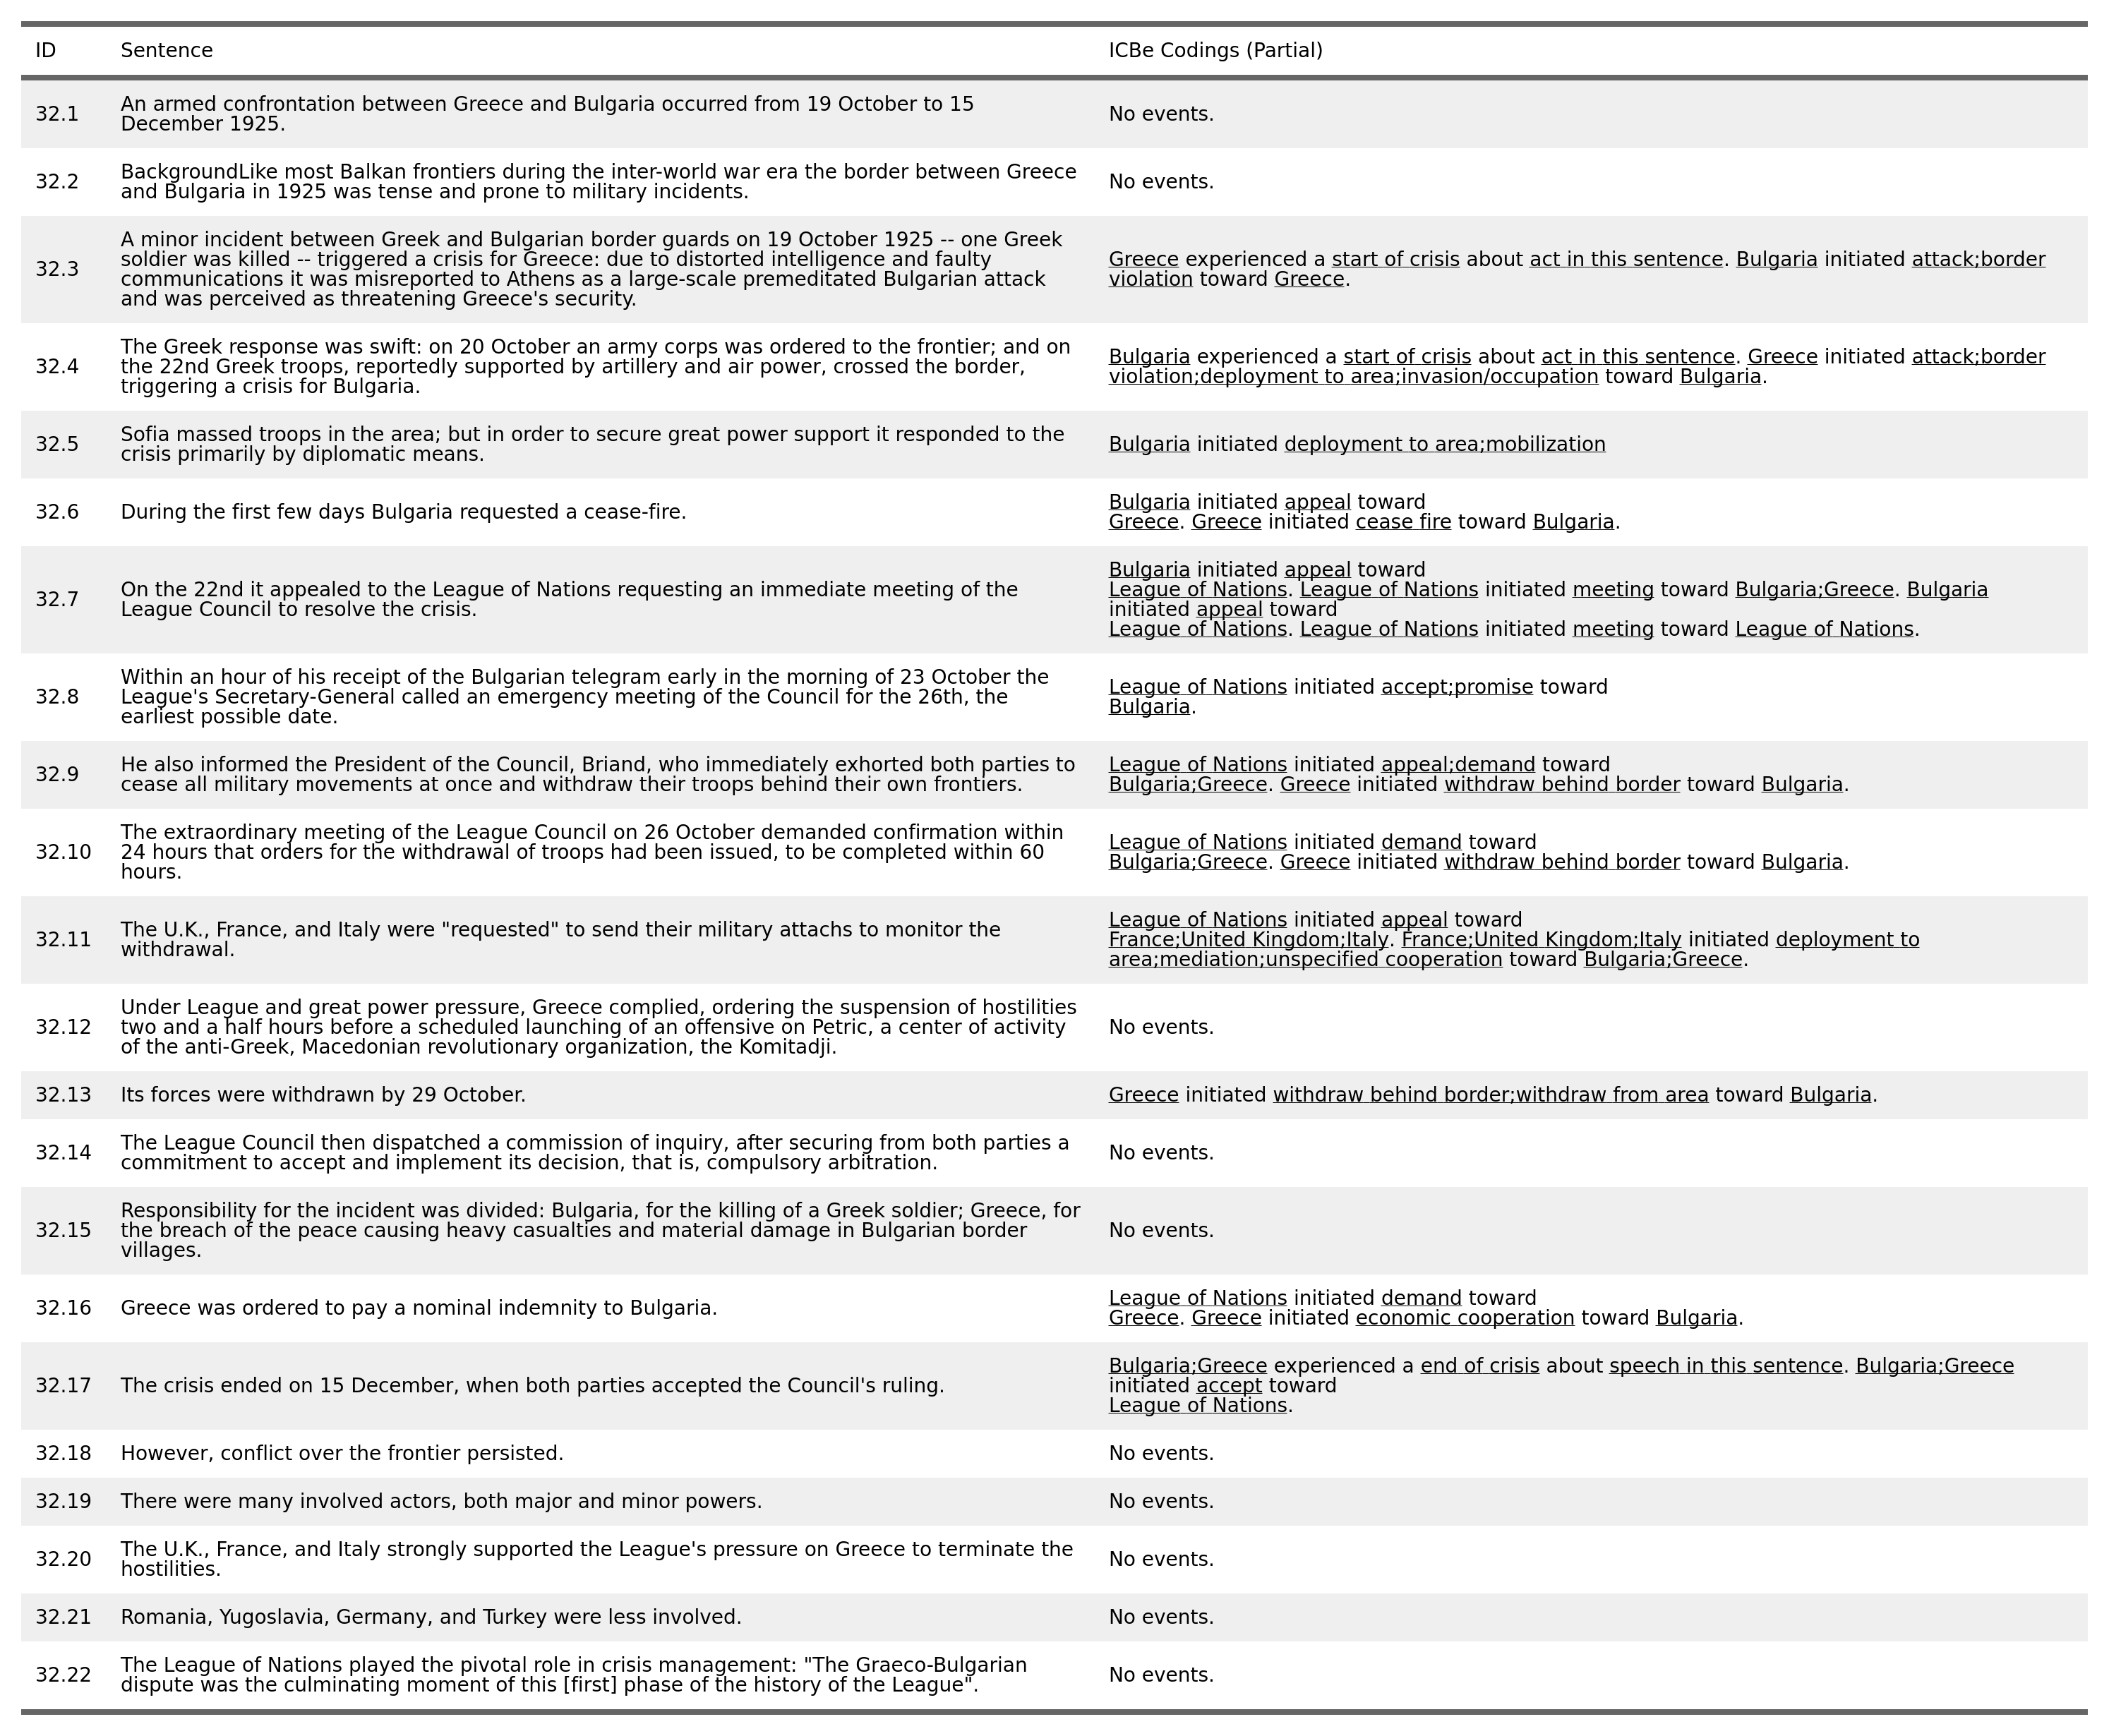 ID Sentence ICBe Codings (Partial)
32.1 An armed confrontation between Greece and Bulgaria occurred from 19 October to 15
December 1925.
No events.
32.2 BackgroundLike most Balkan frontiers during the inter-world war era the border between Greece
and Bulgaria in 1925 was tense and prone to military incidents.
No events.
32.3 A minor incident between Greek and Bulgarian border guards on 19 October 1925 -- one Greek
soldier was killed -- triggered a crisis for Greece: due to distorted intelligence and faulty
communications it was misreported to Athens as a large-scale premeditated Bulgarian attack
and was perceived as threatening Greece's security.
Greece experienced a start of crisis about act in this sentence. Bulgaria initiated attack;border
violation toward Greece.
32.4 The Greek response was swift: on 20 October an army corps was ordered to the frontier; and on
the 22nd Greek troops, reportedly supported by artillery and air power, crossed the border,
triggering a crisis for Bulgaria.
Bulgaria experienced a start of crisis about act in this sentence. Greece initiated attack;border
violation;deployment to area;invasion/occupation toward Bulgaria.
32.5 Sofia massed troops in the area; but in order to secure great power support it responded to the
crisis primarily by diplomatic means.
Bulgaria initiated deployment to area;mobilization
32.6 During the first few days Bulgaria requested a cease-fire.
Bulgaria initiated appeal toward
Greece. Greece initiated cease fire toward Bulgaria.
32.7 On the 22nd it appealed to the League of Nations requesting an immediate meeting of the
League Council to resolve the crisis.
Bulgaria initiated appeal toward
League of Nations. League of Nations initiated meeting toward Bulgaria;Greece. Bulgaria
initiated appeal toward
League of Nations. League of Nations initiated meeting toward League of Nations.
32.8 Within an hour of his receipt of the Bulgarian telegram early in the morning of 23 October the
League's Secretary-General called an emergency meeting of the Council for the 26th, the
earliest possible date.
League of Nations initiated accept;promise toward
Bulgaria.
32.9 He also informed the President of the Council, Briand, who immediately exhorted both parties to
cease all military movements at once and withdraw their troops behind their own frontiers.
League of Nations initiated appeal;demand toward
Bulgaria;Greece. Greece initiated withdraw behind border toward Bulgaria.
32.10 The extraordinary meeting of the League Council on 26 October demanded confirmation within
24 hours that orders for the withdrawal of troops had been issued, to be completed within 60
hours.
League of Nations initiated demand toward
Bulgaria;Greece. Greece initiated withdraw behind border toward Bulgaria.
32.11 The U.K., France, and Italy were "requested" to send their military attachs to monitor the
withdrawal.
League of Nations initiated appeal toward
France;United Kingdom;Italy. France;United Kingdom;Italy initiated deployment to
area;mediation;unspecified cooperation toward Bulgaria;Greece.
32.12 Under League and great power pressure, Greece complied, ordering the suspension of hostilities
two and a half hours before a scheduled launching of an offensive on Petric, a center of activity
of the anti-Greek, Macedonian revolutionary organization, the Komitadji.
No events.
32.13 Its forces were withdrawn by 29 October.
Greece initiated withdraw behind border;withdraw from area toward Bulgaria.
32.14 The League Council then dispatched a commission of inquiry, after securing from both parties a
commitment to accept and implement its decision, that is, compulsory arbitration.
No events.
32.15 Responsibility for the incident was divided: Bulgaria, for the killing of a Greek soldier; Greece, for
the breach of the peace causing heavy casualties and material damage in Bulgarian border
villages.
No events.
32.16 Greece was ordered to pay a nominal indemnity to Bulgaria.
League of Nations initiated demand toward
Greece. Greece initiated economic cooperation toward Bulgaria.
32.17 The crisis ended on 15 December, when both parties accepted the Council's ruling.
Bulgaria;Greece experienced a end of crisis about speech in this sentence. Bulgaria;Greece
initiated accept toward
League of Nations.
32.18 However, conflict over the frontier persisted.
No events.
32.19 There were many involved actors, both major and minor powers.
No events.
32.20 The U.K., France, and Italy strongly supported the League's pressure on Greece to terminate the
hostilities.
No events.
32.21 Romania, Yugoslavia, Germany, and Turkey were less involved.
No events.
32.22 The League of Nations played the pivotal role in crisis management: "The Graeco-Bulgarian
dispute was the culminating moment of this [first] phase of the history of the League".
No events.